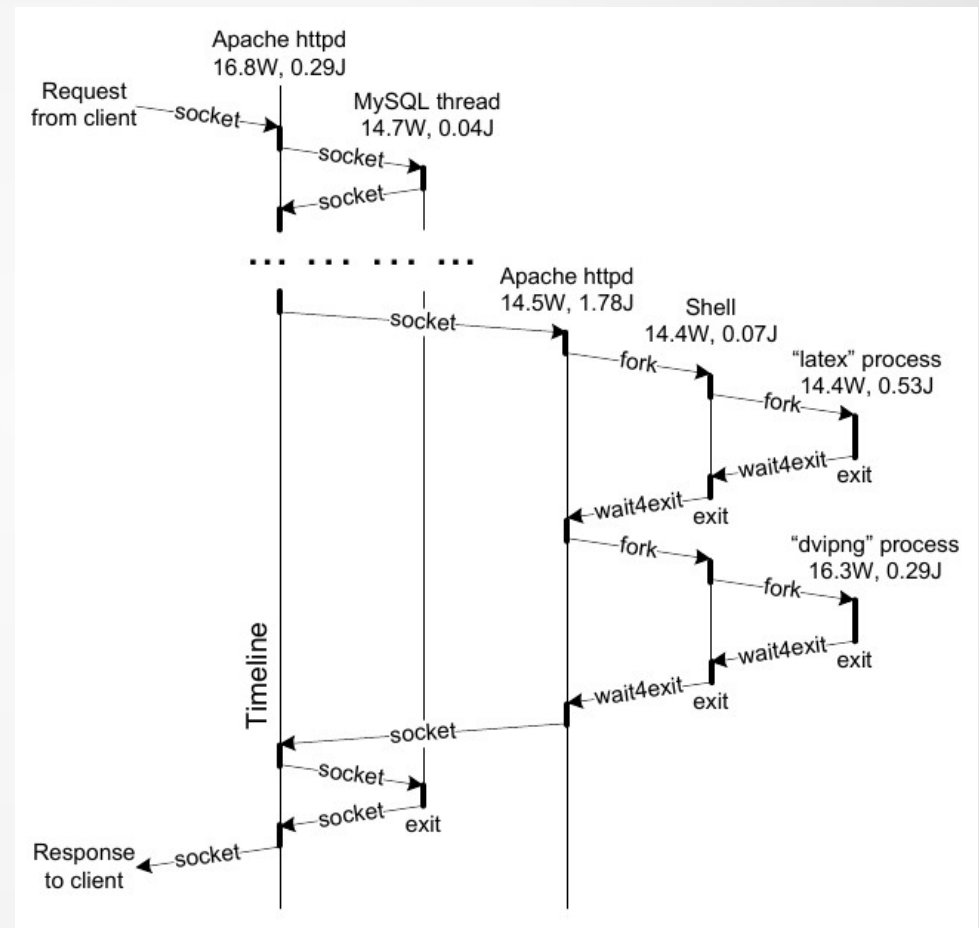 Apache httpd
16.8W, 0.29J
Request
from client
socket
MySQL thread
14.7W, 0.04J
socket
socket
... ... ... ...
Apache httpd
14.5W, 1.78J
socket
Shell
14.4W, 0.07J
fork
“latex” process
14.4W, 0.53J
fork
wait4exit
exit
wait4exit
exit
fork
“dvipng” process
16.3W, 0.29J
fork
wait4exit
exit
wait4exit
exit
Timeline
socket
socket
socket
exit
Response
to client
socket